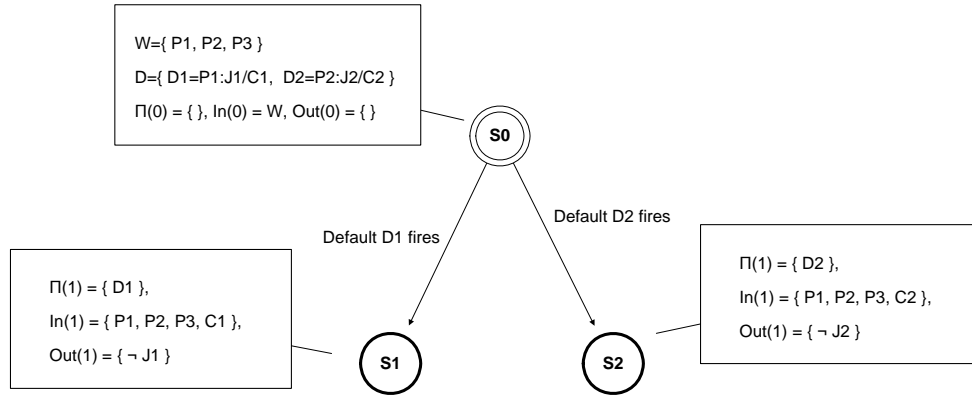 W={ P1, P2, P3 }
D={ D1=P1:J1/C1,  D2=P2:J2/C2 }
Π(0) = { }, In(0) = W, Out(0) = { }
S0
Default D1 fires
Default D2 fires
Π(1) = { D1 },
In(1) = { P1, P2, P3, C1 },
Out(1) = { ¬ J1 }
S1
S2
Π(1) = { D2 },
In(1) = { P1, P2, P3, C2 },
Out(1) = { ¬ J2 }